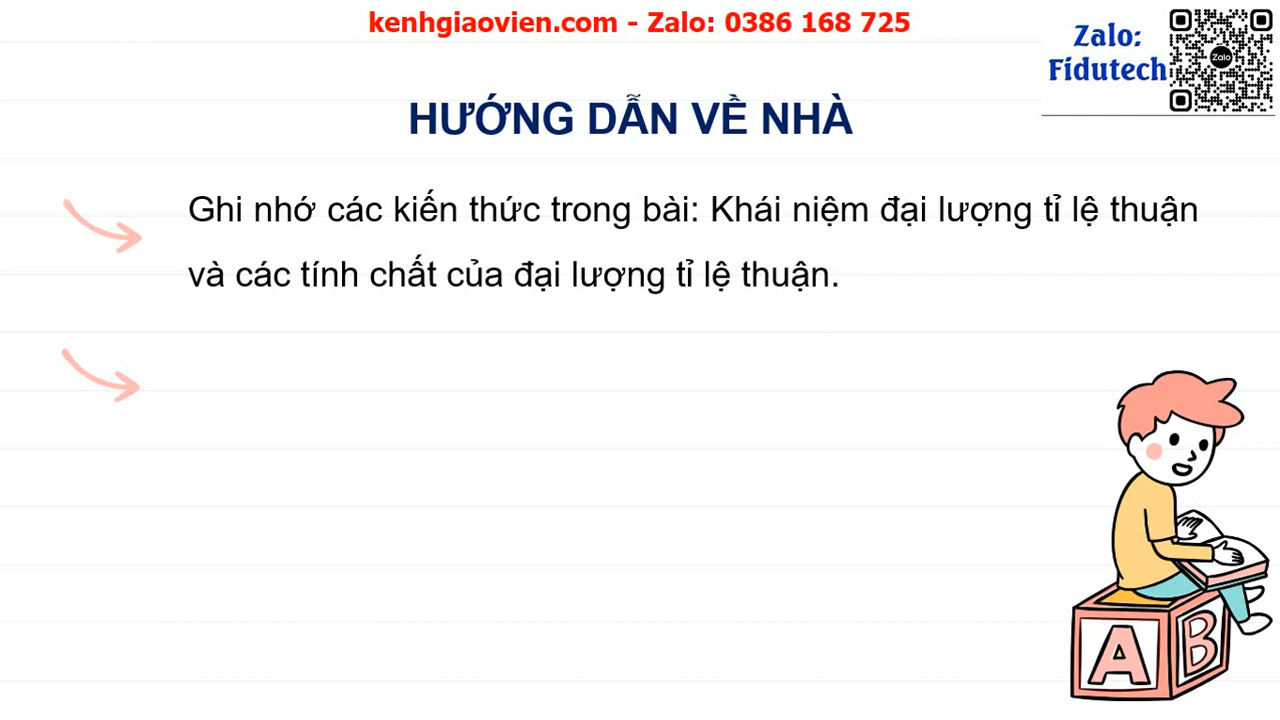 kenhgiaovien.com - Zalo: 0386 168 725
Zalo:
Fidutech
Zalo
HƯỚNG DẪN VỀ NHÀ
Ghi nhớ các kiến thức trong bài: Khái niệm đại lượng tỉ lệ thuận
và các tính chất của đại lượng tỉ lệ thuận.
A
B